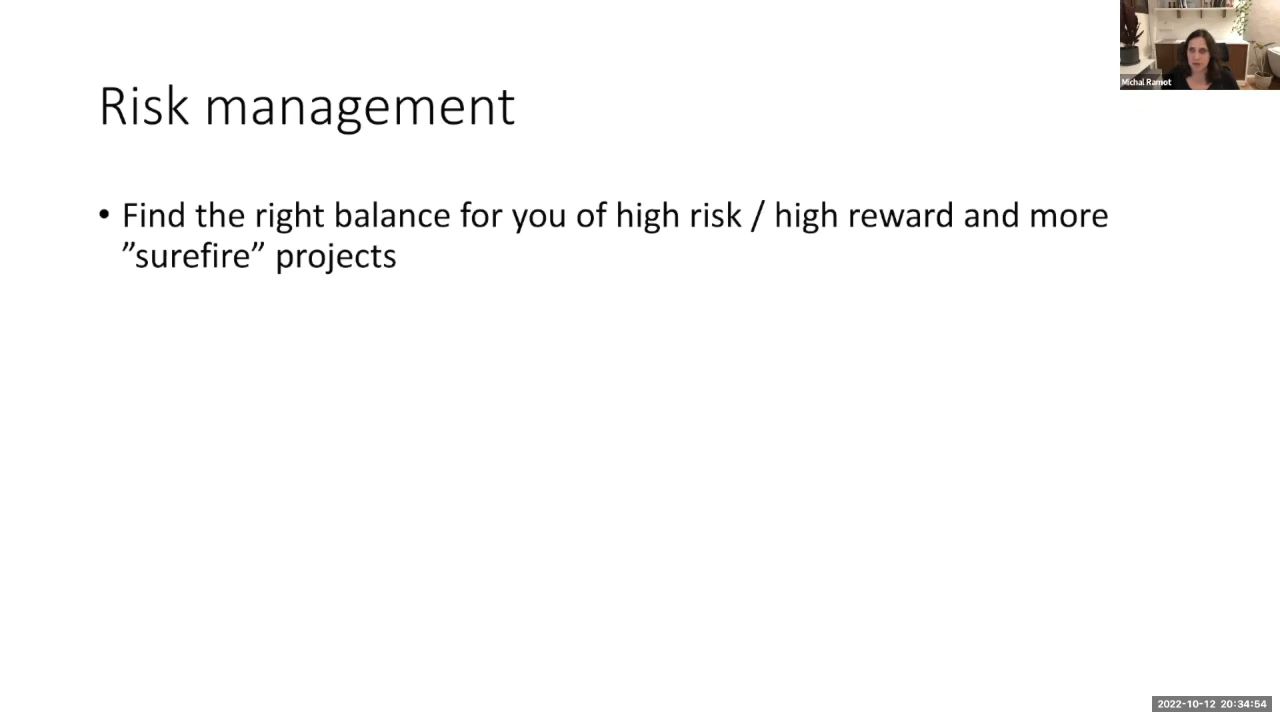 Michal Ramot
Risk management
• Find the right balance for you of high risk / high reward and more
”surefire” projects
2022-10-12 20:34:54